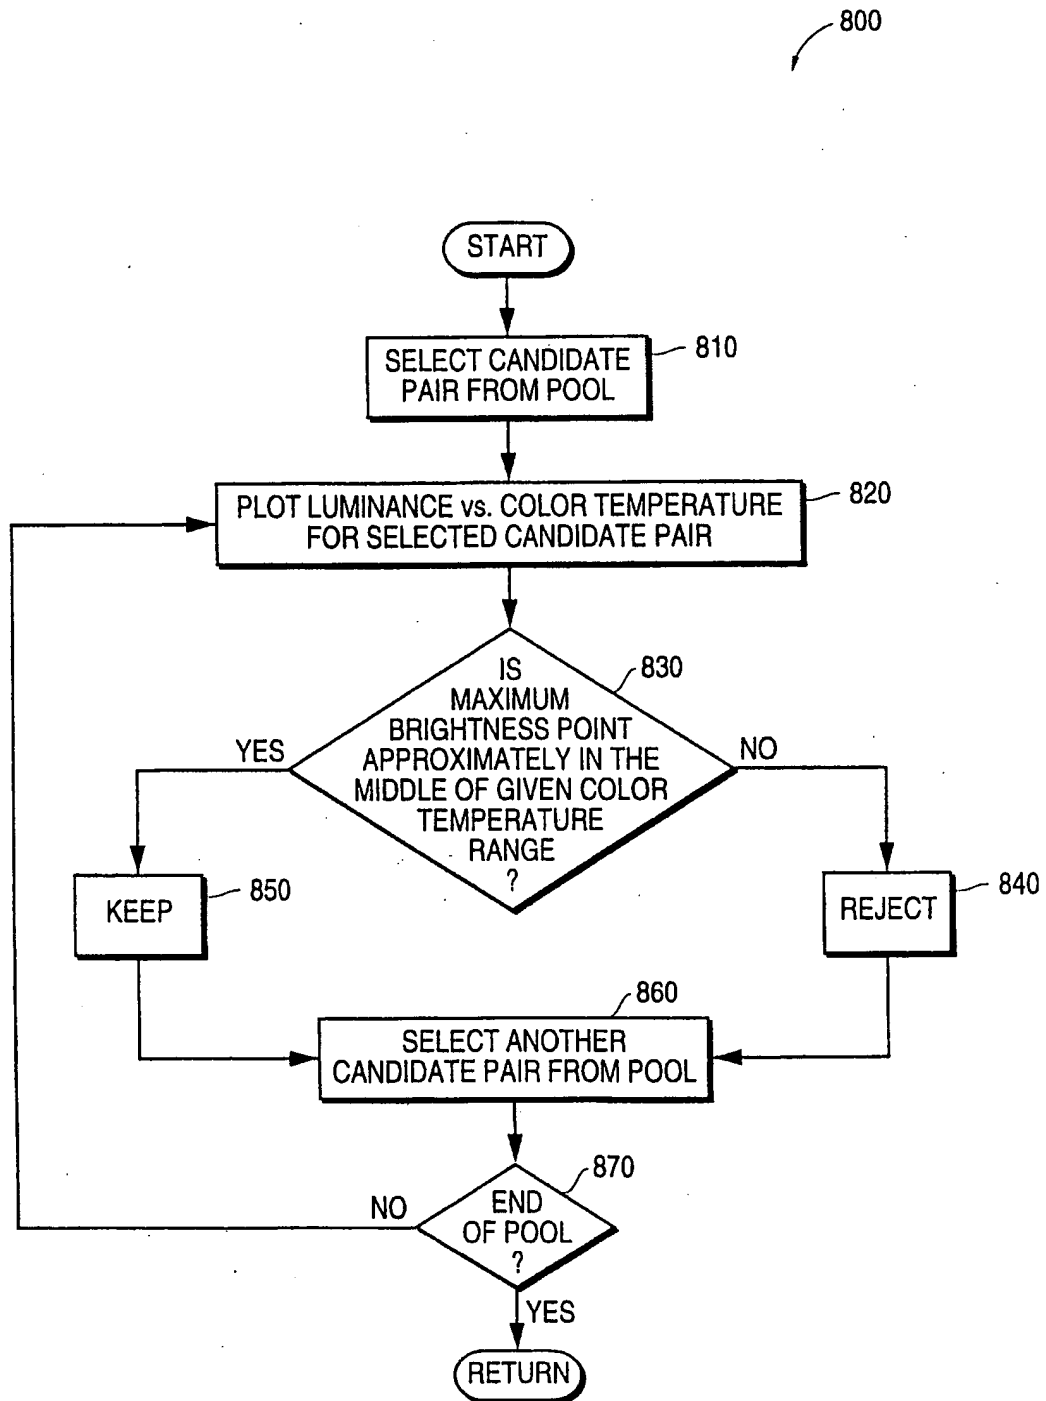 800
START
SELECT CANDIDATE
PAIR FROM POOL
810
PLOT LUMINANCE vs. COLOR TEMPERATURE
FOR SELECTED CANDIDATE PAIR
820
IS
MAXIMUM
BRIGHTNESS POINT
APPROXIMATELY IN THE
MIDDLE OF GIVEN COLOR
TEMPERATURE
RANGE
?
830
YES
NO
KEEP
850
REJECT
840
SELECT ANOTHER
CANDIDATE PAIR FROM POOL
860
END
OF POOL
?
870
NO
YES
RETURN